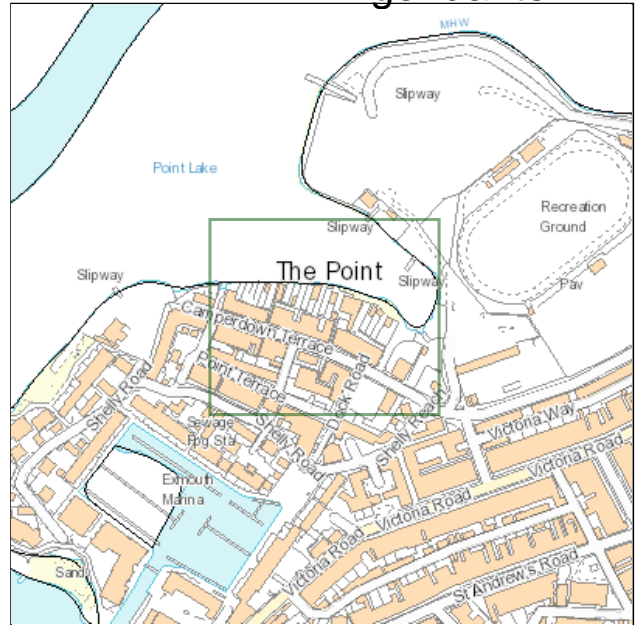 MHW
Slipway
Point Lake
Recreation
Ground
Slipway
The Point
Slipway
Slipway
Pav
Camperdown Terrace
Point Terrace
Dock Road
Shelly Road
Sewage
Ppg Sta
Shelly Road
Shelly Road
Victoria Way
Victoria Road
Exmouth
Marina
Victoria Road
Victoria Road
St Andrew's Road
Sand